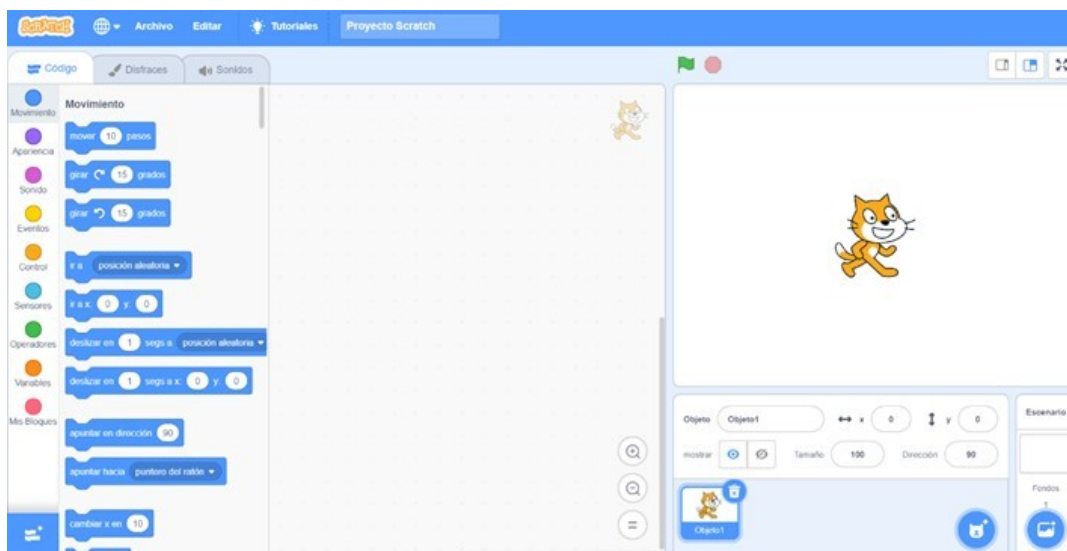 SCRATCH Archivo Editar Tutoriales Proyecto Scratch
Código Disfraces Sonidos
Movimiento
Apariencia
Sonido
Eventos
Control
Sensores
Operadores
Variables
Mis Bloques
Movimiento
mover 10 pasos
girar 15 grados
girar 15 grados
ir a posición aleatoria
ir a x: 0 y: 0
deslizar en 1 segs a posición aleatoria
deslizar en 1 segs a x: 0 y: 0
apuntar en dirección 90
apuntar hacia puntero del ratón
cambiar x en 10
Objeto Objeto1 x 0 y 0
mostrar Tamaño 100 Dirección 90
Objeto1
Escenario
Fondos
1